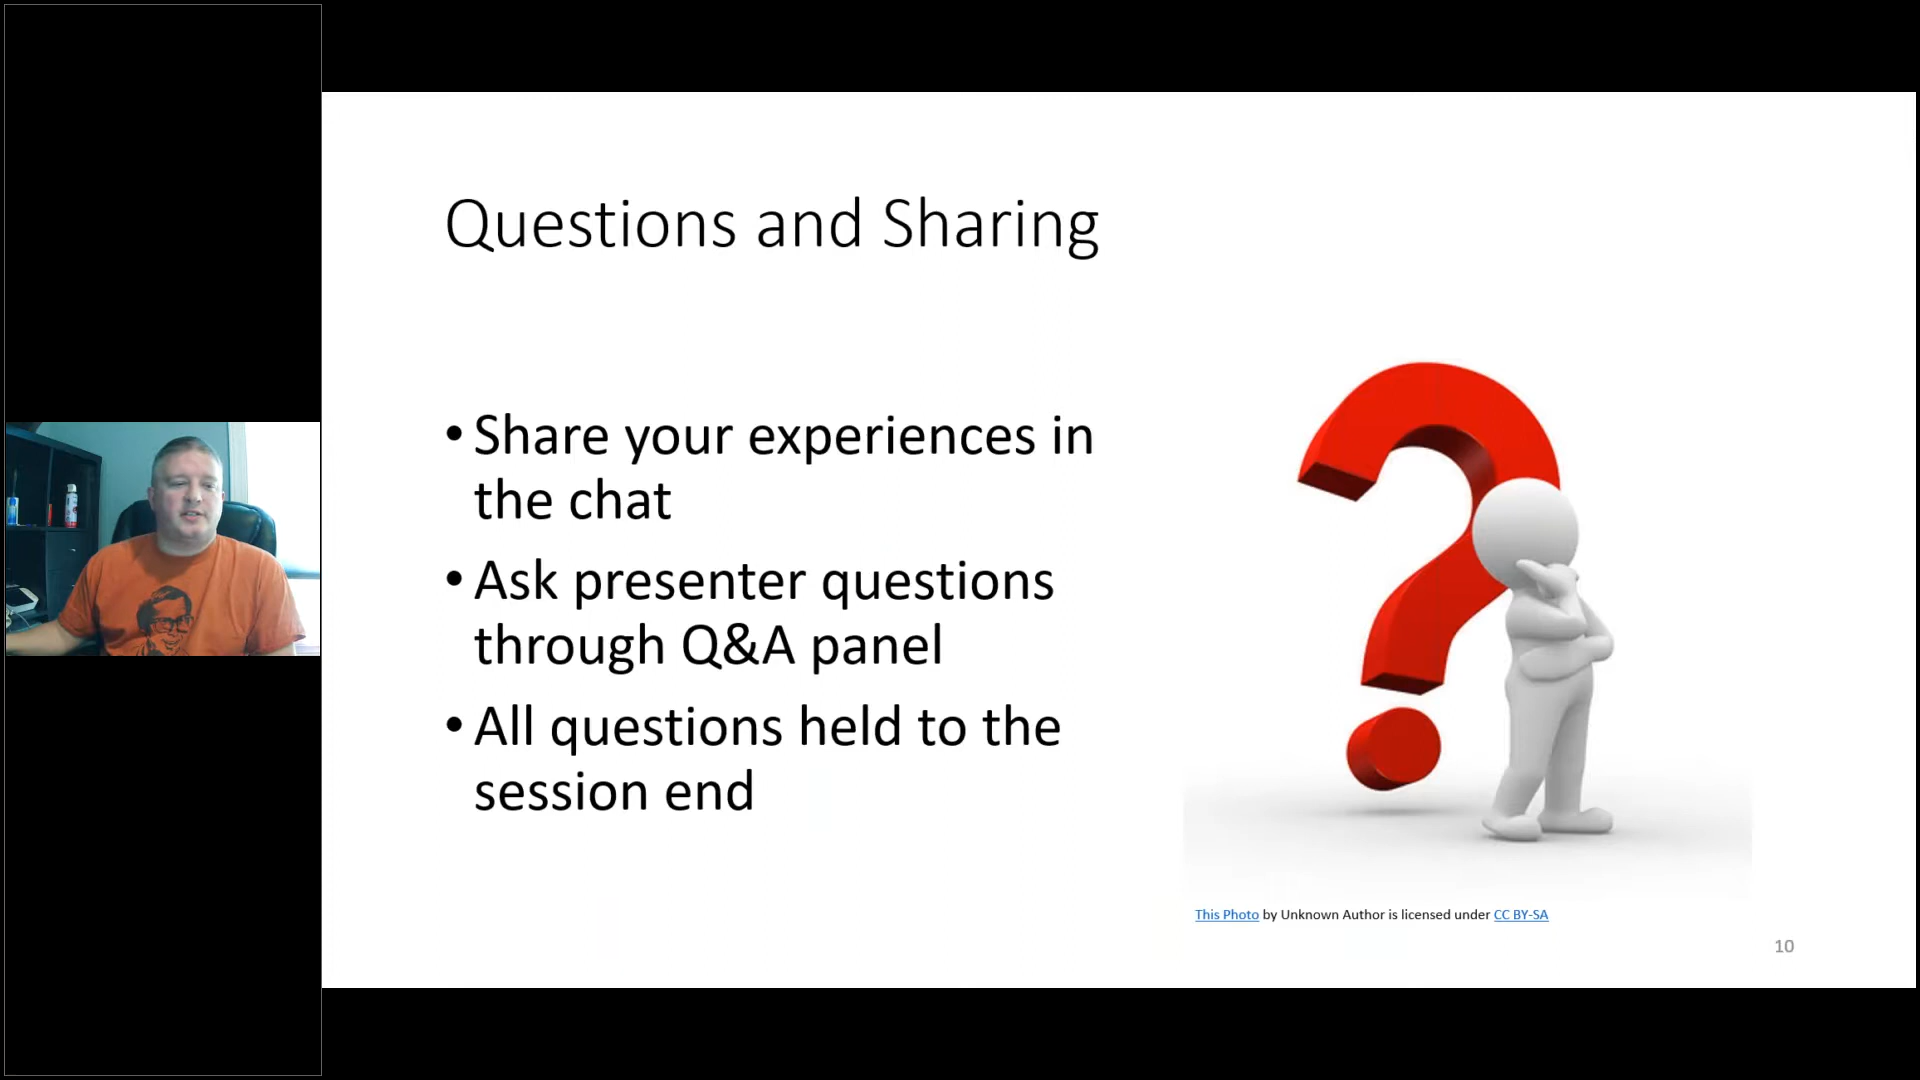 Questions and Sharing
• Share your experiences in
the chat
• Ask presenter questions
through Q&A panel
• All questions held to the
session end
This Photo by Unknown Author is licensed under CC BY-SA
10